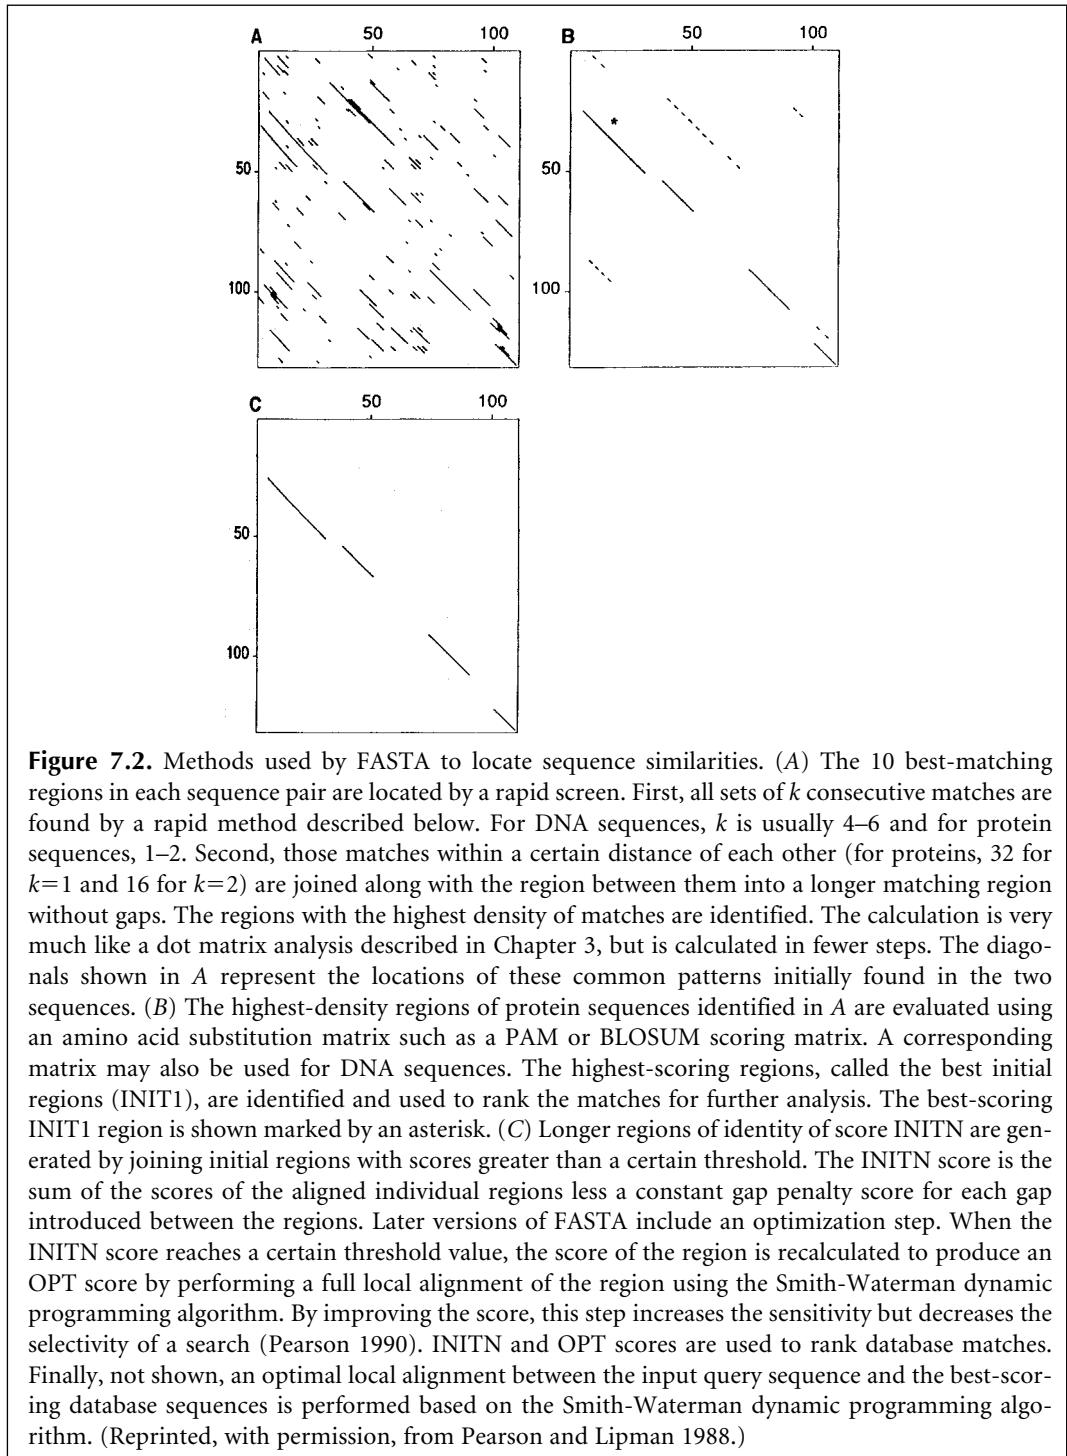 A 50 100
B 50 100
*
50
50
100
100
C 50 100
50
100
Figure 7.2. Methods used by FASTA to locate sequence similarities. (A) The 10 best-matching
regions in each sequence pair are located by a rapid screen. First, all sets of k consecutive matches are
found by a rapid method described below. For DNA sequences, k is usually 4–6 and for protein
sequences, 1–2. Second, those matches within a certain distance of each other (for proteins, 32 for
k=1 and 16 for k=2) are joined along with the region between them into a longer matching region
without gaps. The regions with the highest density of matches are identified. The calculation is very
much like a dot matrix analysis described in Chapter 3, but is calculated in fewer steps. The diago-
nals shown in A represent the locations of these common patterns initially found in the two
sequences. (B) The highest-density regions of protein sequences identified in A are evaluated using
an amino acid substitution matrix such as a PAM or BLOSUM scoring matrix. A corresponding
matrix may also be used for DNA sequences. The highest-scoring regions, called the best initial
regions (INIT1), are identified and used to rank the matches for further analysis. The best-scoring
INIT1 region is shown marked by an asterisk. (C) Longer regions of identity of score INITN are gen-
erated by joining initial regions with scores greater than a certain threshold. The INITN score is the
sum of the scores of the aligned individual regions less a constant gap penalty score for each gap
introduced between the regions. Later versions of FASTA include an optimization step. When the
INITN score reaches a certain threshold value, the score of the region is recalculated to produce an
OPT score by performing a full local alignment of the region using the Smith-Waterman dynamic
programming algorithm. By improving the score, this step increases the sensitivity but decreases the
selectivity of a search (Pearson 1990). INITN and OPT scores are used to rank database matches.
Finally, not shown, an optimal local alignment between the input query sequence and the best-scor-
ing database sequences is performed based on the Smith-Waterman dynamic programming algo-
rithm. (Reprinted, with permission, from Pearson and Lipman 1988.)